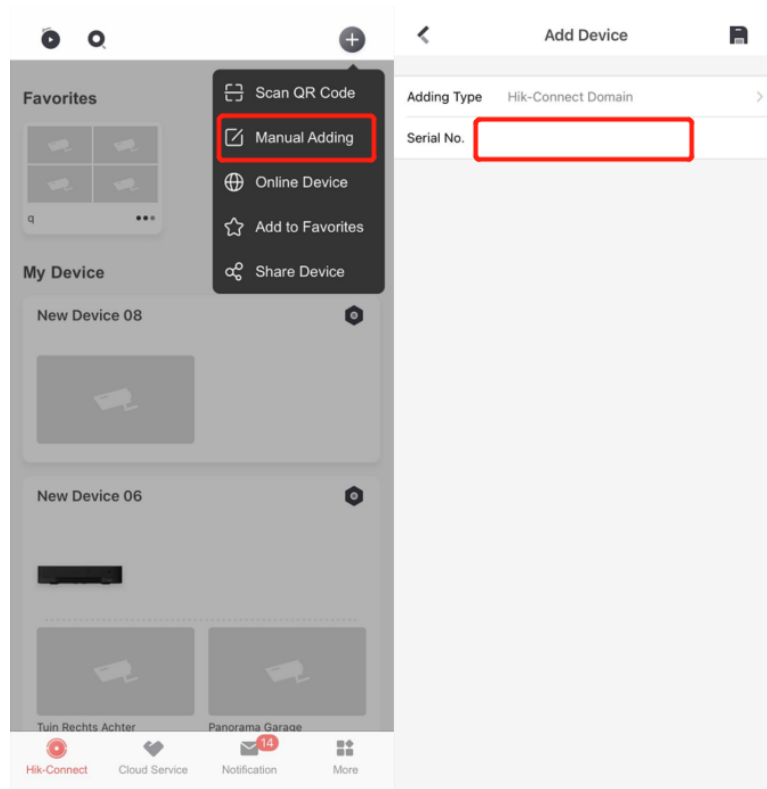 Favorites
q
My Device
New Device 08
New Device 06
Tuin Rechts Achter
Panorama Garage
Scan QR Code
Manual Adding
Online Device
Add to Favorites
Share Device
14
Hik-Connect
Cloud Service
Notification
More
Add Device
Adding Type Hik-Connect Domain
Serial No.